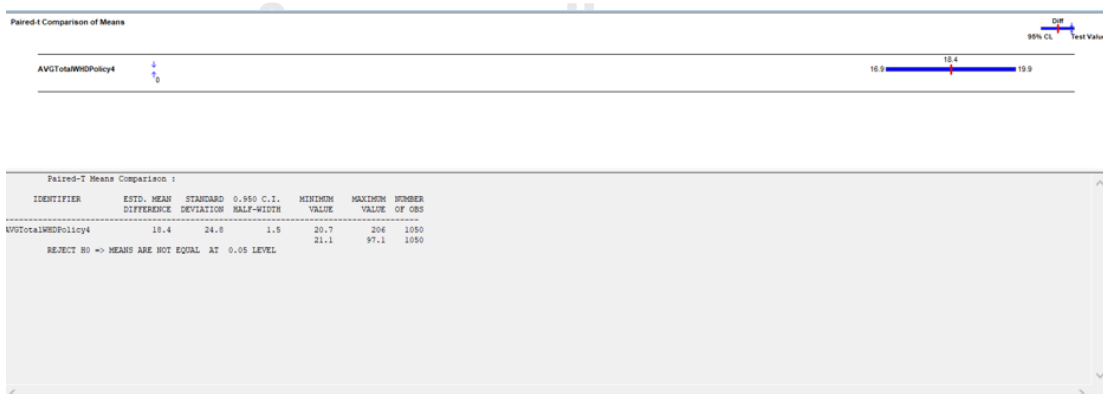 Paired-t Comparison of Means
Diff
95% CL Test Value
AVGTotalWHDPolicy4
0
16.9 18.4 19.9
Paired-T Means Comparison :
IDENTIFIER ESTD. MEAN STANDARD 0.950 C.I. MINIMUM MAXIMUM NUMBER
DIFFERENCE DEVIATION HALF-WIDTH VALUE VALUE OF OBS
AVGTotalWHDPolicy4 18.4 24.8 1.5 20.7 206 1050
21.1 97.1 1050
REJECT H0 => MEANS ARE NOT EQUAL AT 0.05 LEVEL